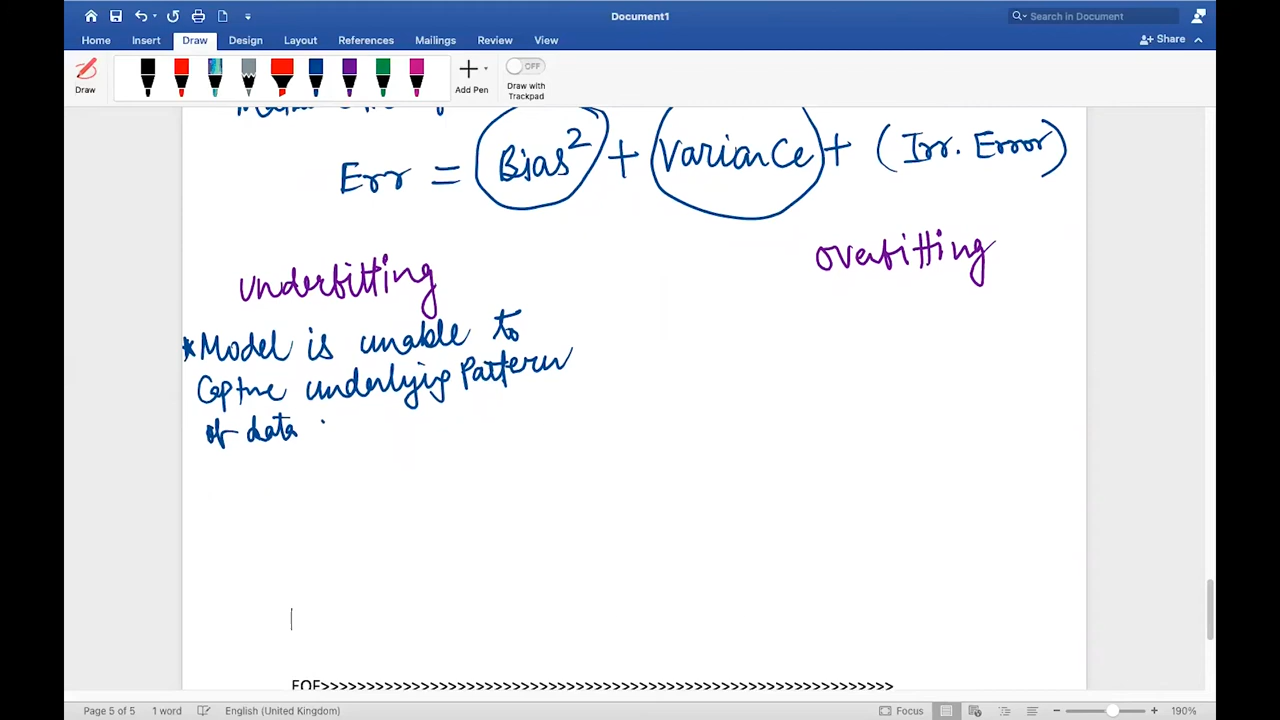 Document1
Search in Document
Home Insert Draw Design Layout References Mailings Review View
Share
Draw
Add Pen
OFF
Draw with
Trackpad
Err = Bias² + Variance + (Irr. Error)
underfitting
overfitting
*Model is unable to
Capture underlying Pattern
of data
EOF>>>>>>>>>>>>>>>>>>>>>>>>>>>>>>>>>>>>>>>>>>>>>>>>>>>>>>>>>>>>>>>
Page 5 of 5 1 word English (United Kingdom) Focus 190%